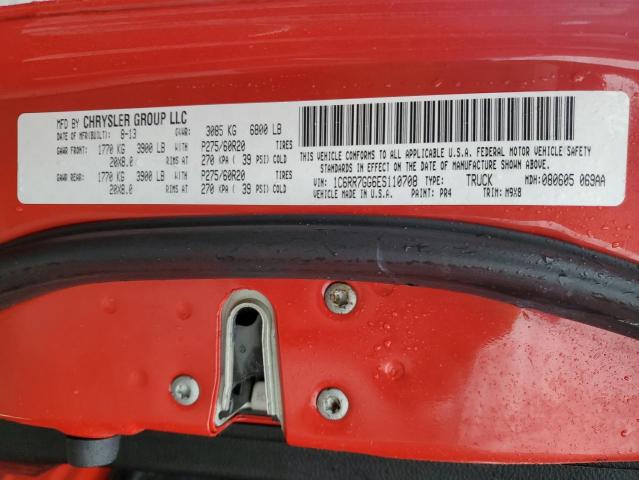 MFD BY CHRYSLER GROUP LLC
DATE OF MFR(BUILT): 8-13 GVWR: 3085 KG 6800 LB
GAWR FRONT: 1770 KG 3900 LB WITH P275/60R20 TIRES
20X8.0 RIMS AT 270 KPA ( 39 PSI) COLD
GAWR REAR: 1770 KG 3900 LB WITH P275/60R20 TIRES
20X8.0 RIMS AT 270 KPA ( 39 PSI) COLD
THIS VEHICLE CONFORMS TO ALL APPLICABLE U.S.A. FEDERAL MOTOR VEHICLE SAFETY
STANDARDS IN EFFECT ON THE DATE OF MANUFACTURE SHOWN ABOVE
VIN: 1C6RR7GG6ES110708 TYPE: TRUCK MDH: 080605 069AA
VEHICLE MADE IN U.S.A. PAINT: PR4 TRIM: M9X8